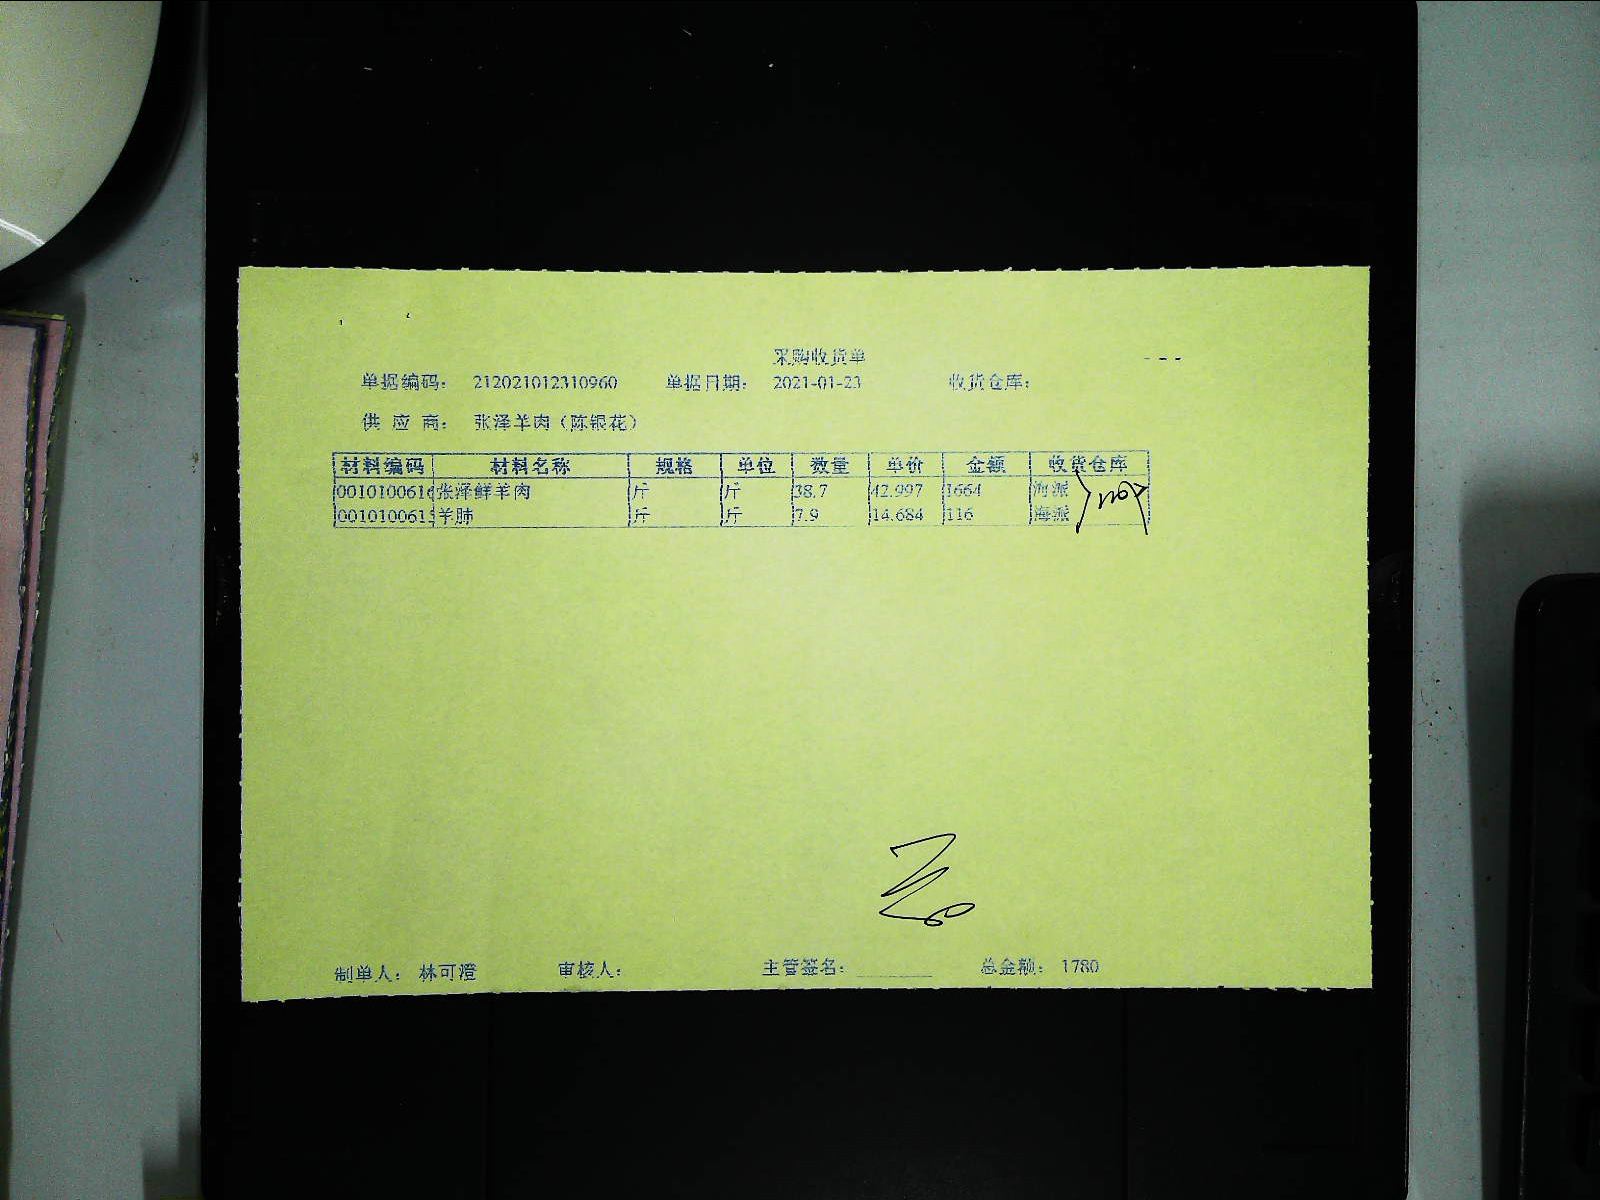 采购收货单
单据编码： 212021012310960 单据日期： 2021-01-23 收货仓库：
供 应 商： 张泽羊肉（陈银花）
材料编码 材料名称 规格 单位 数量 单价 金额 收货仓库
0010100616 张泽鲜羊肉 斤 斤 38.7 42.997 1664 海派
0010100615 羊肺 斤 斤 7.9 14.684 116 海派
制单人： 林可澄 审核人： 主管签名： 总金额： 1780